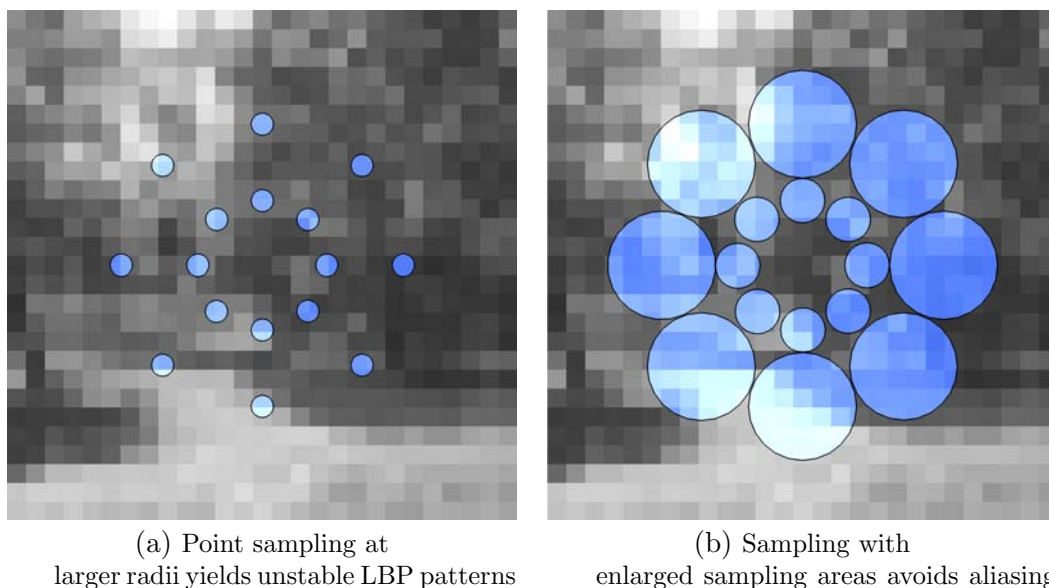 (a) Point sampling at
larger radii yields unstable LBP patterns
(b) Sampling with
enlarged sampling areas avoids aliasing